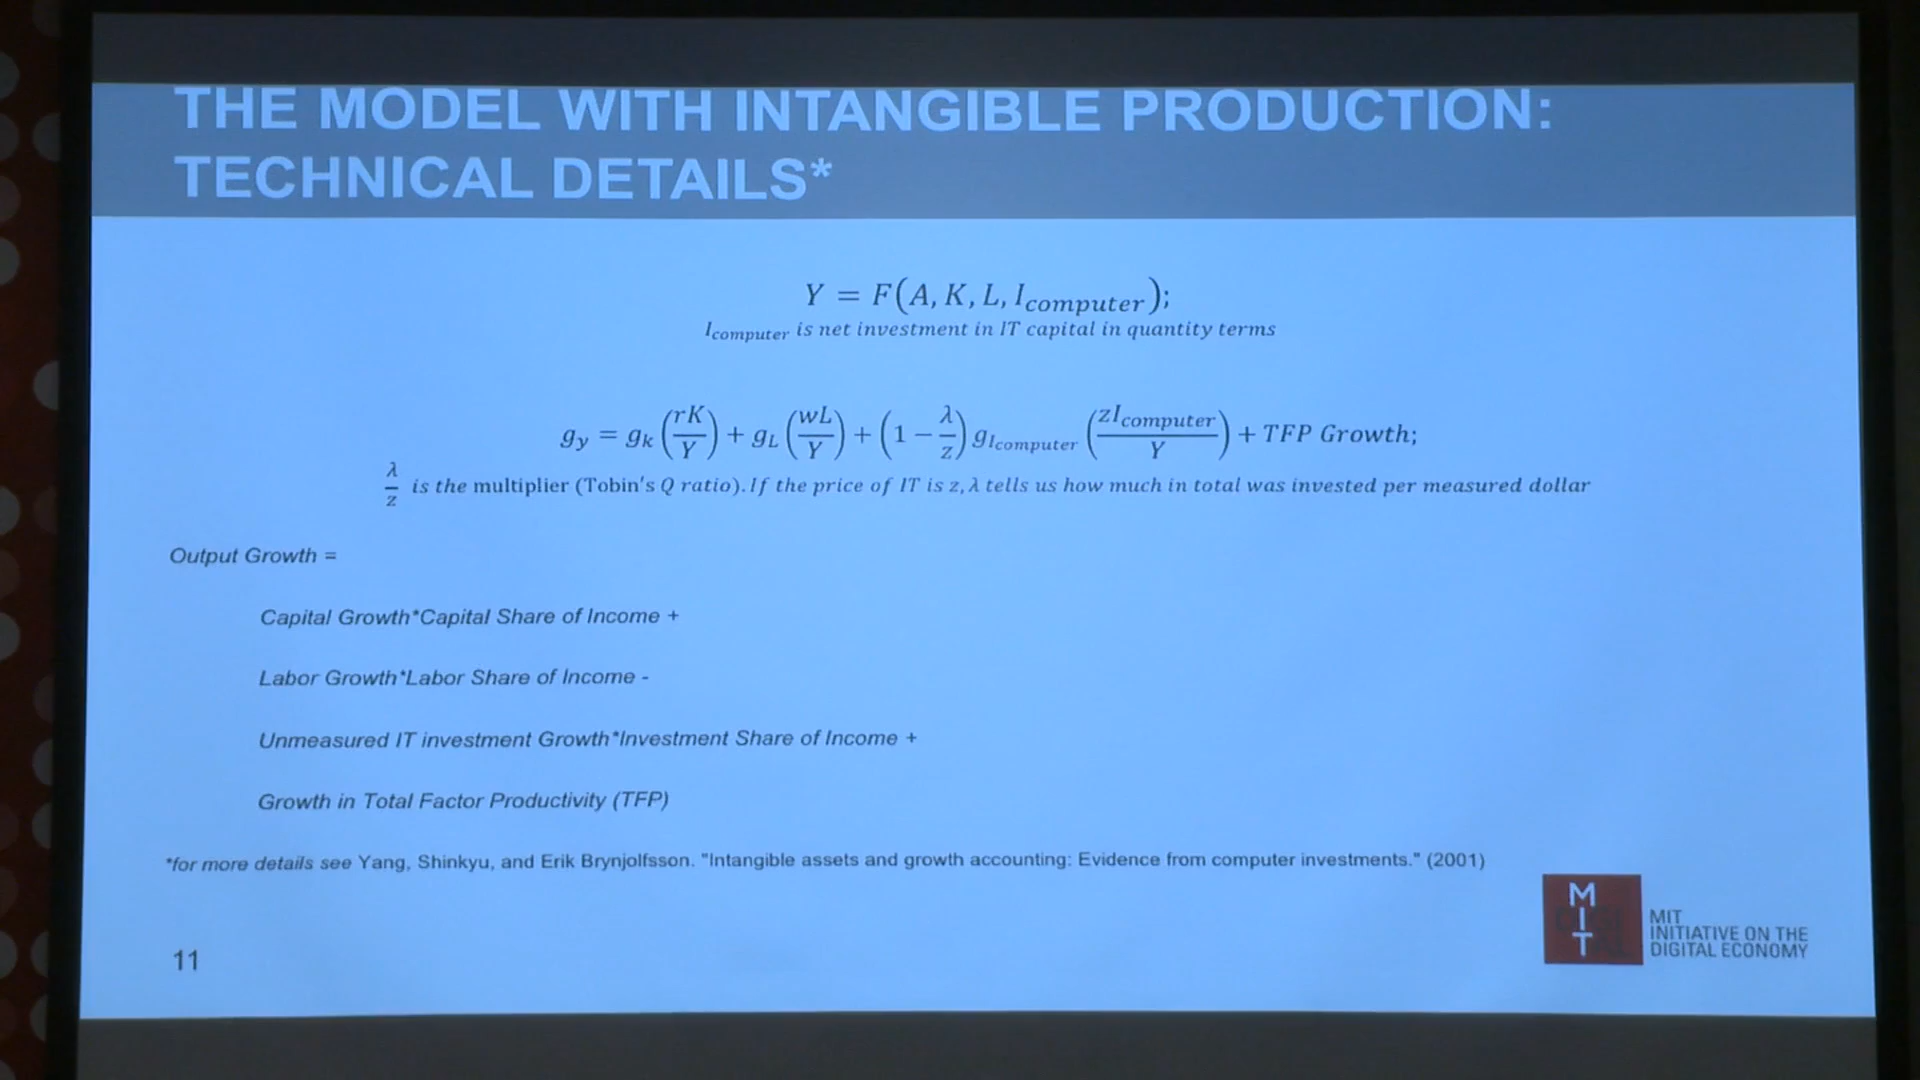 THE MODEL WITH INTANGIBLE PRODUCTION:
TECHNICAL DETAILS*
Y = F(A, K, L, I_computer);
I_computer is net investment in IT capital in quantity terms
g_y = g_k (rK/Y) + g_L (wL/Y) + (1 − λ/z) g_Icomputer (zI_computer/Y) + TFP Growth;
λ/z is the multiplier (Tobin's Q ratio). If the price of IT is z, λ tells us how much in total was invested per measured dollar
Output Growth =
Capital Growth*Capital Share of Income +
Labor Growth*Labor Share of Income -
Unmeasured IT investment Growth*Investment Share of Income +
Growth in Total Factor Productivity (TFP)
*for more details see Yang, Shinkyu, and Erik Brynjolfsson. "Intangible assets and growth accounting: Evidence from computer investments." (2001)
11
MIT
MIT
INITIATIVE ON THE
DIGITAL ECONOMY